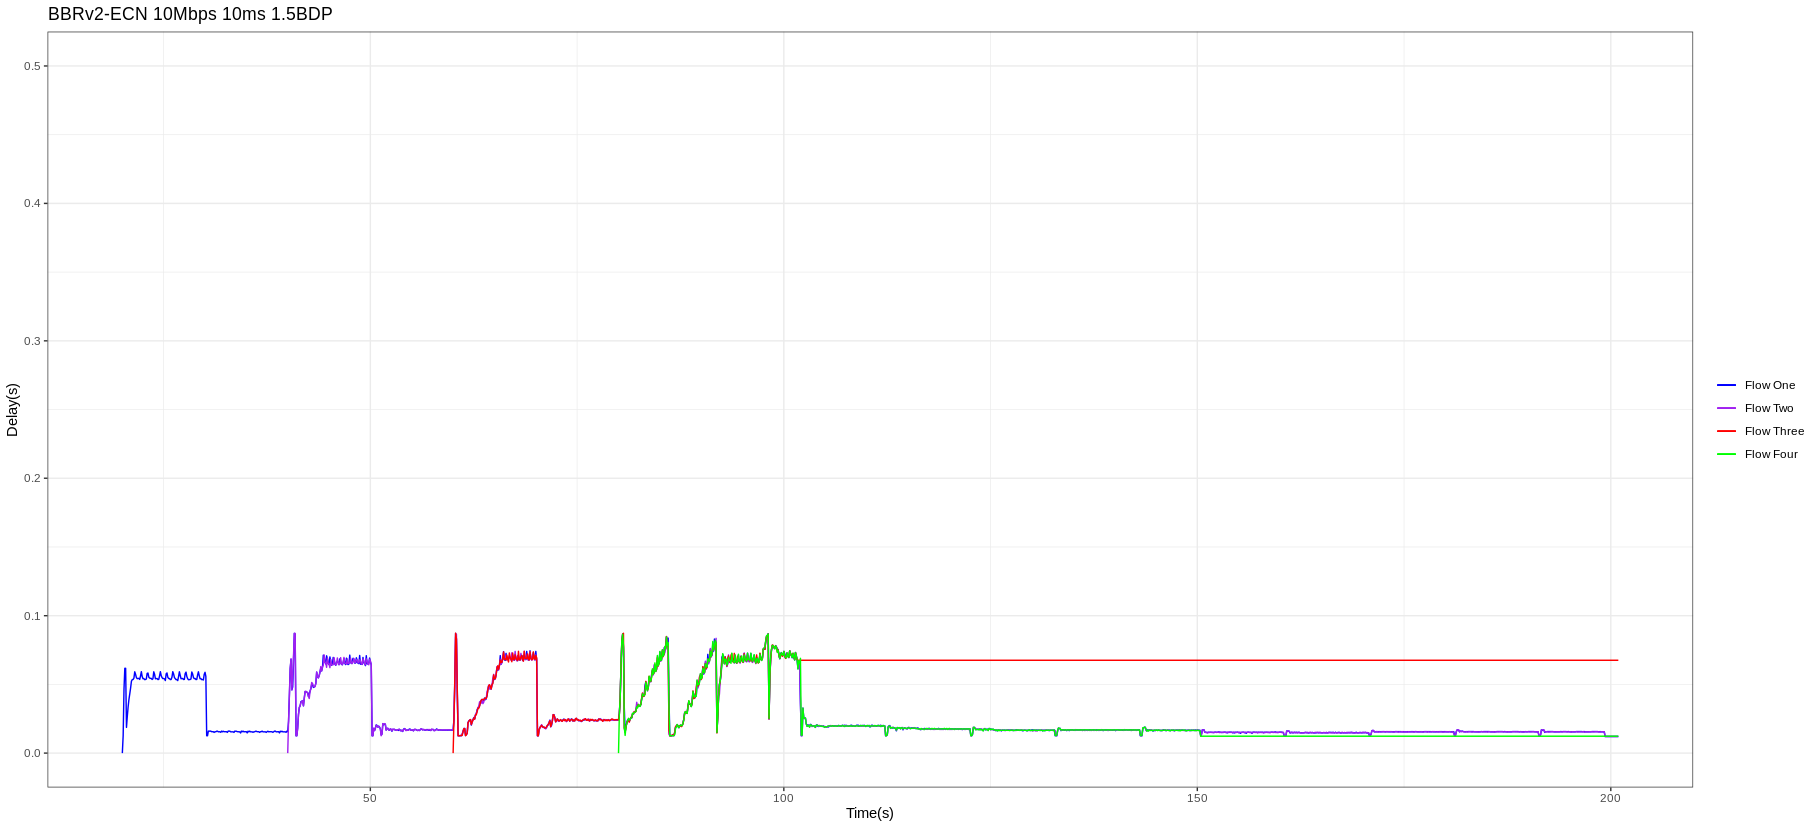 BBRv2-ECN 10Mbps 10ms 1.5BDP
0.5
0.4
0.3
0.2
0.1
0.0
Delay(s)
50
100
150
200
Time(s)
Flow One
Flow Two
Flow Three
Flow Four